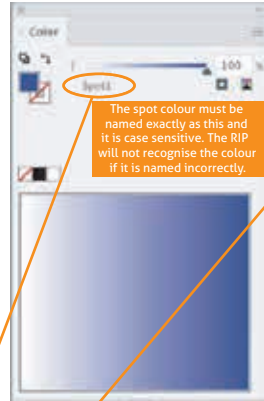 Color
100 %
Spot1
The spot colour must be
named exactly as this and
it is case sensitive. The RIP
will not recognise the colour
if it is named incorrectly.